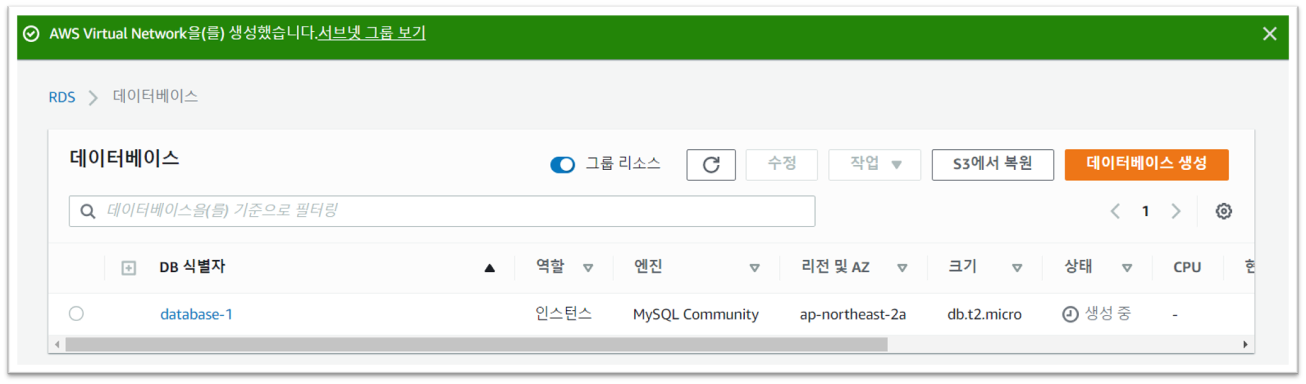 AWS Virtual Network을(를) 생성했습니다.서브넷 그룹 보기
RDS 데이터베이스
데이터베이스 그룹 리소스 수정 작업 S3에서 복원 데이터베이스 생성
데이터베이스을(를) 기준으로 필터링 1
DB 식별자 역할 엔진 리전 및 AZ 크기 상태 CPU
database-1 인스턴스 MySQL Community ap-northeast-2a db.t2.micro 생성 중 -